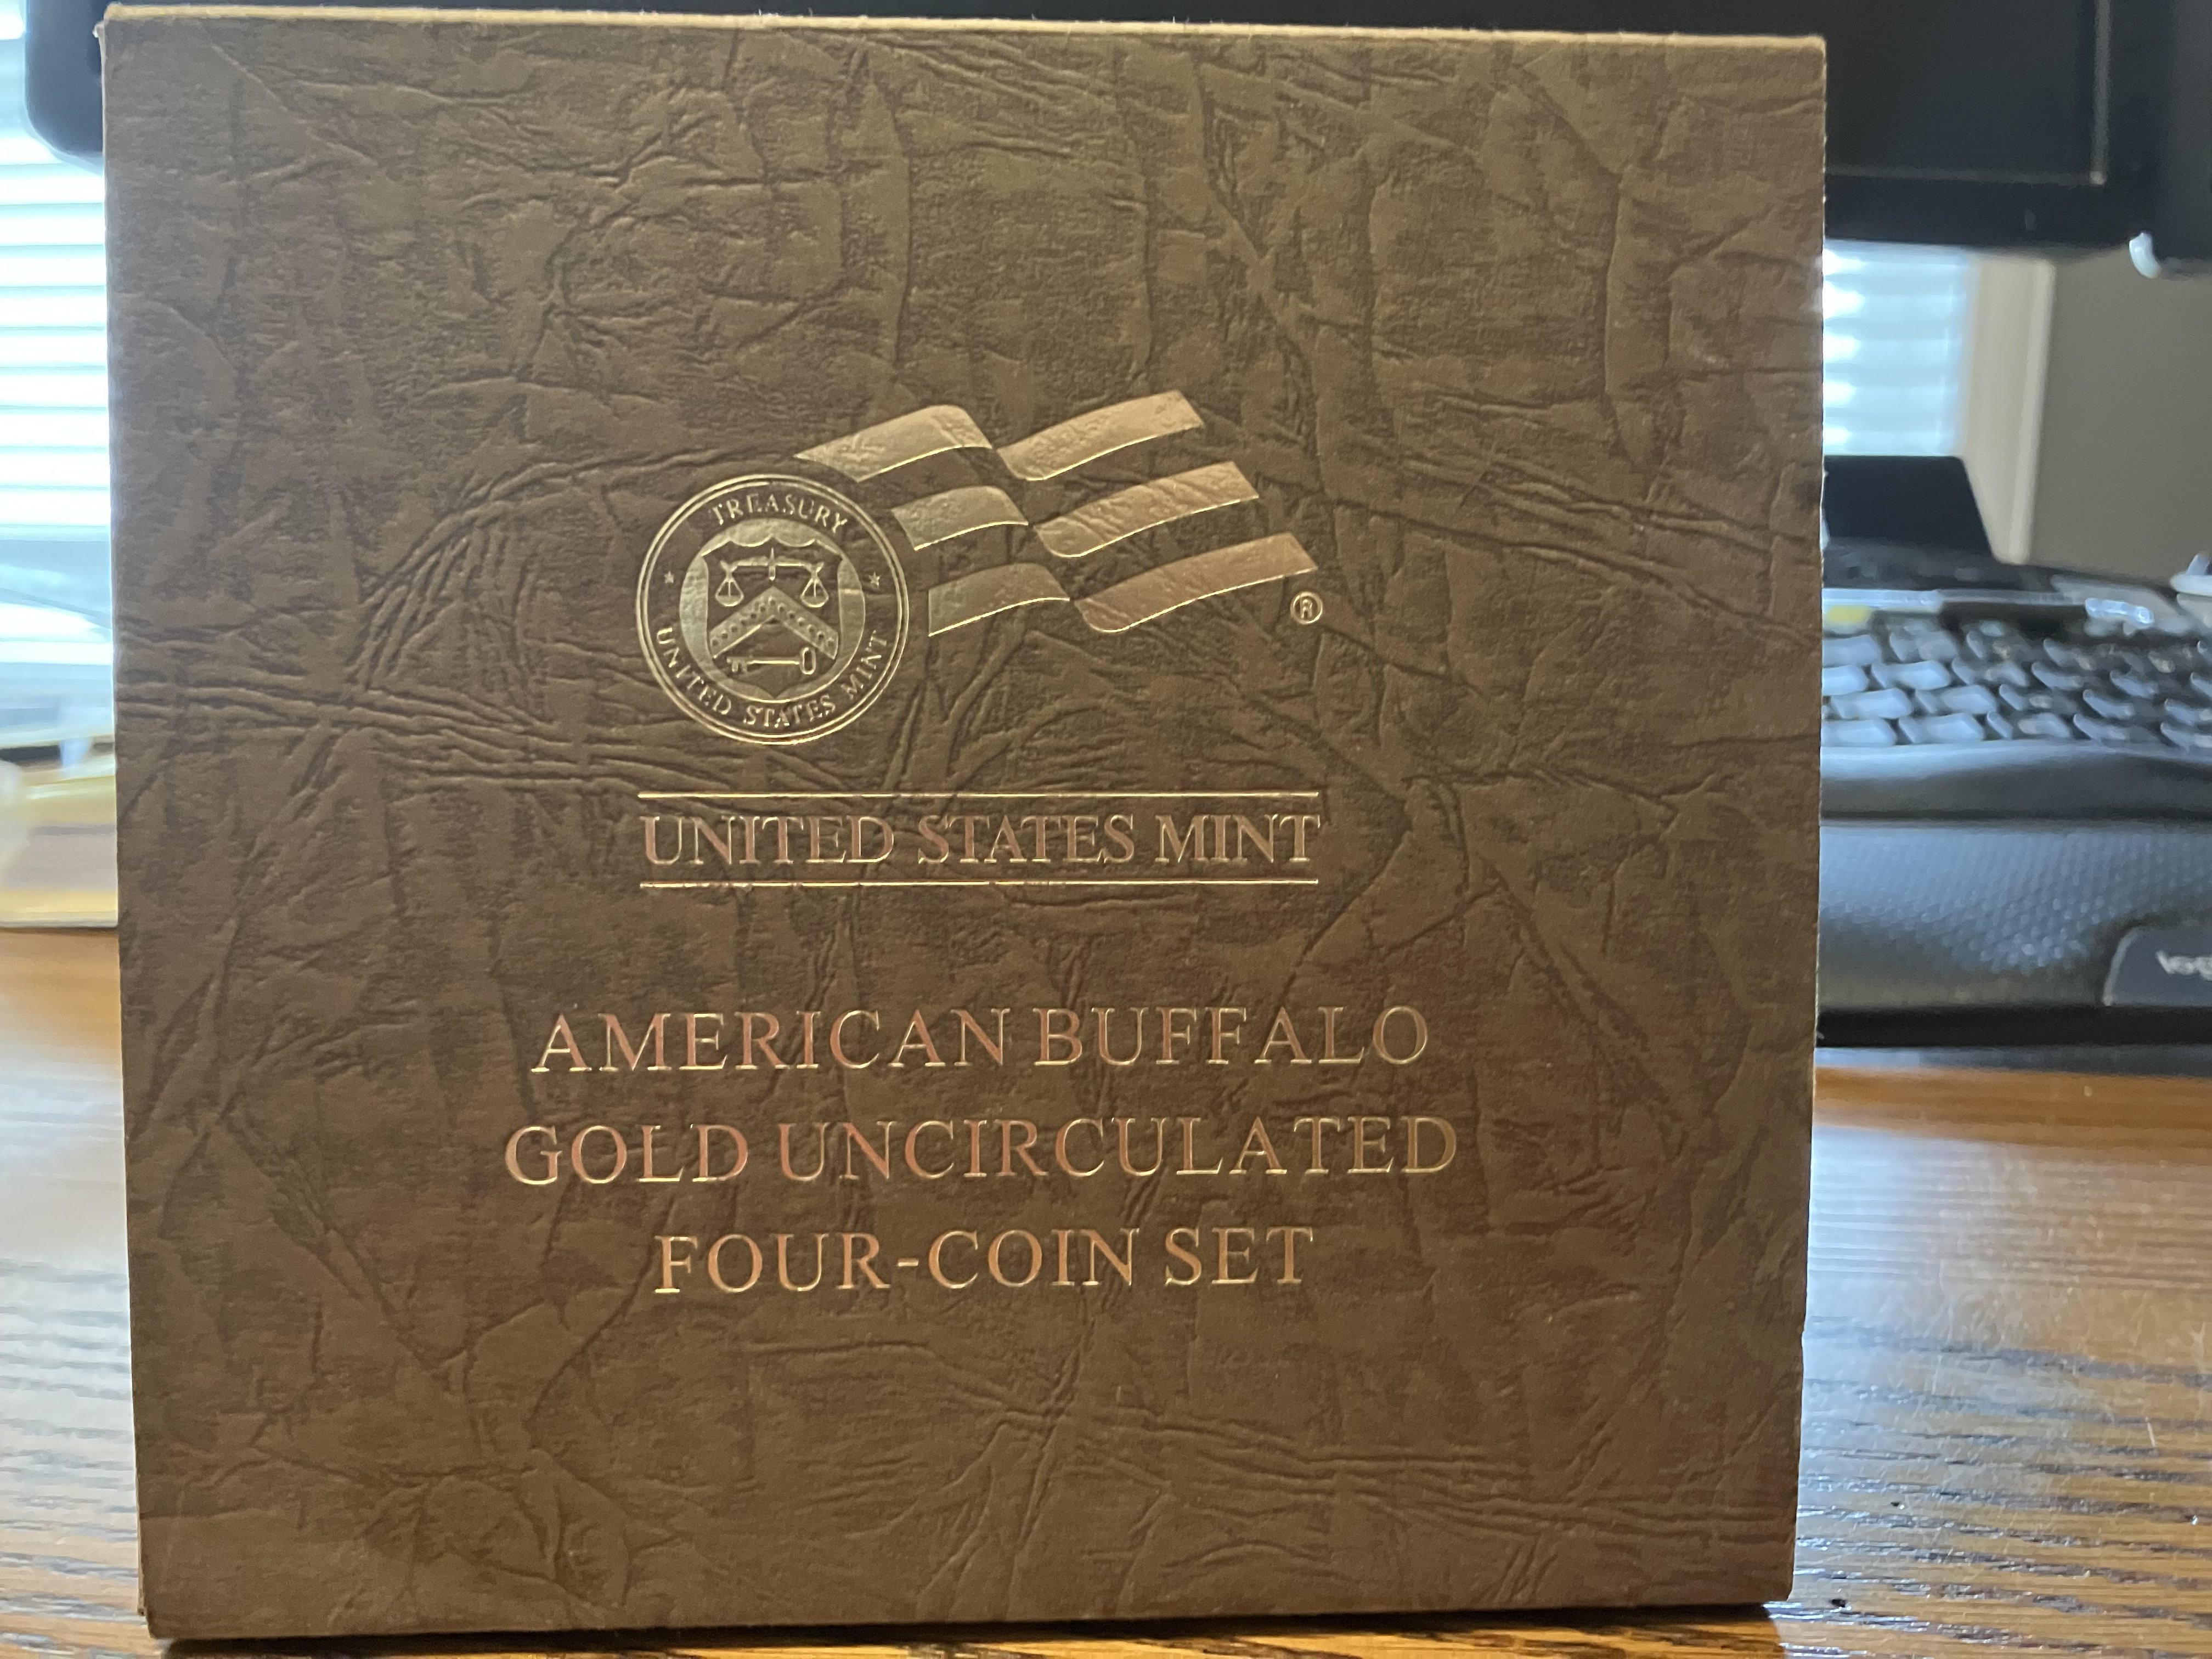 TREASURY
UNITED STATES MINT
®
UNITED STATES MINT
AMERICAN BUFFALO
GOLD UNCIRCULATED
FOUR-COIN SET